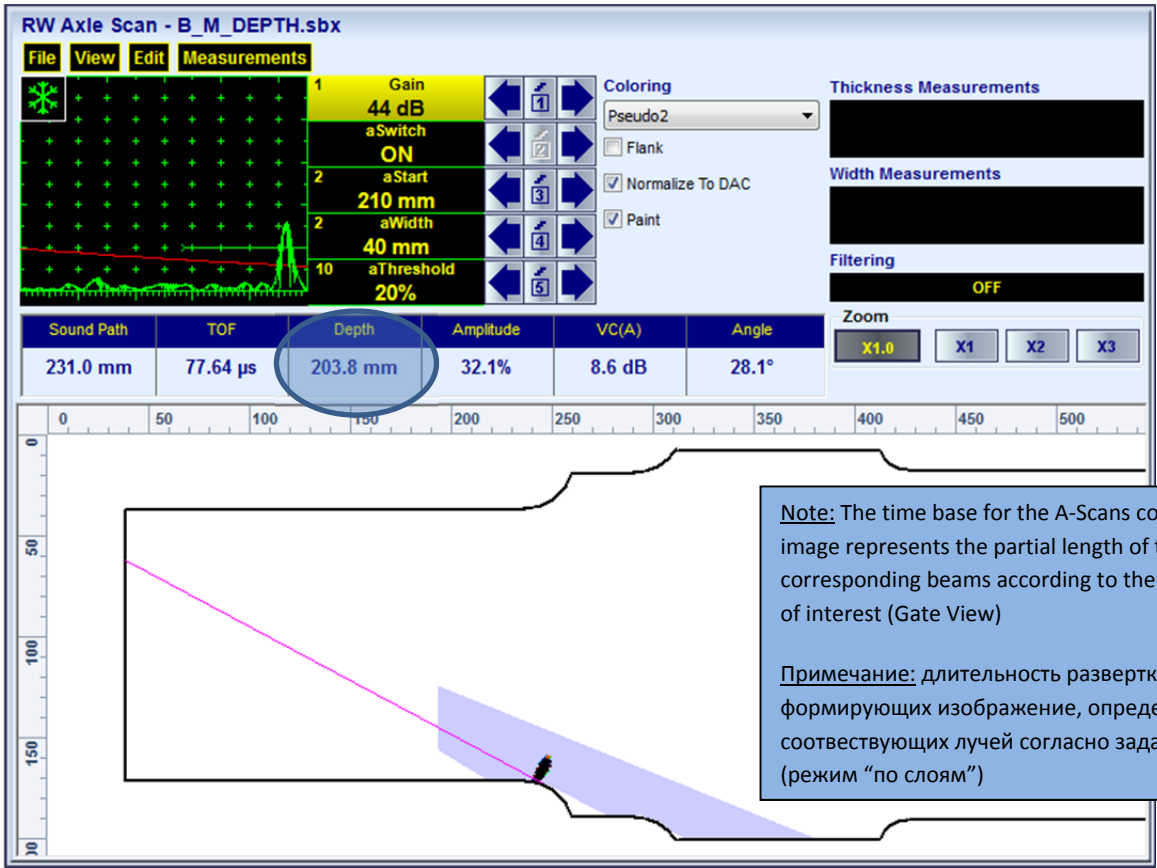 RW Axle Scan - B_M_DEPTH.sbx
File View Edit Measurements
1 Gain
44 dB
aSwitch
ON
2 aStart
210 mm
2 aWidth
40 mm
10 aThreshold
20%
1
2
3
4
5
Coloring
Pseudo2
Flank
Normalize To DAC
Paint
Thickness Measurements
Width Measurements
Filtering
OFF
Zoom
X1.0 X1 X2 X3
Sound Path TOF Depth Amplitude VC(A) Angle
231.0 mm 77.64 µs 203.8 mm 32.1% 8.6 dB 28.1°
0 50 100 150 200 250 300 350 400 450 500
0
50
100
150
Note: The time base for the A-Scans co
image represents the partial length of
corresponding beams according to the
of interest (Gate View)
Примечание: длительность развертк
формирующих изображение, опреде
соотвествующих лучей согласно зада
(режим “по слоям”)